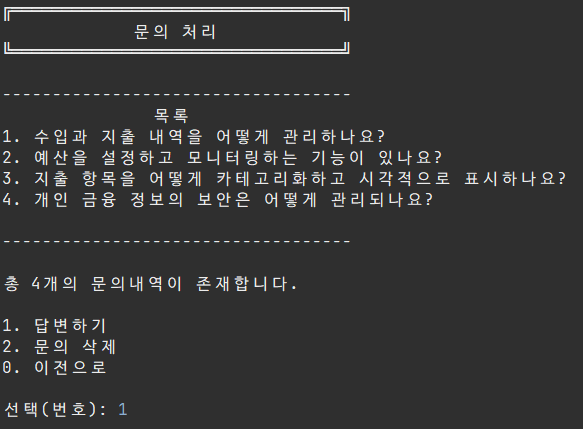 문의 처리
-----------------------------------
목록
1. 수입과 지출 내역을 어떻게 관리하나요?
2. 예산을 설정하고 모니터링하는 기능이 있나요?
3. 지출 항목을 어떻게 카테고리화하고 시각적으로 표시하나요?
4. 개인 금융 정보의 보안은 어떻게 관리되나요?
-----------------------------------
총 4개의 문의내역이 존재합니다.
1. 답변하기
2. 문의 삭제
0. 이전으로
선택(번호): 1